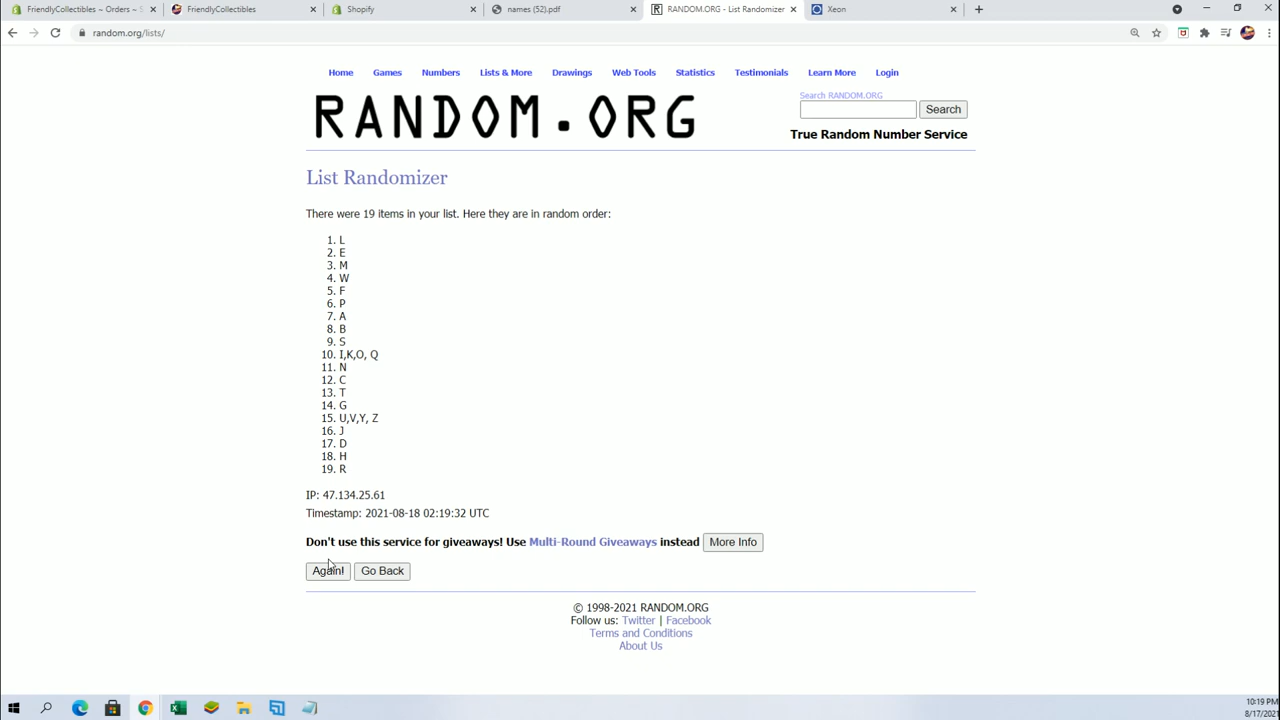 FriendlyCollectibles ~ Orders ~ S
FriendlyCollectibles
Shopify
names (52).pdf
RANDOM.ORG - List Randomizer
Xeon
random.org/lists/
Home Games Numbers Lists & More Drawings Web Tools Statistics Testimonials Learn More Login
RANDOM.ORG
Search RANDOM.ORG
Search
True Random Number Service
List Randomizer
There were 19 items in your list. Here they are in random order:
1. L
2. E
3. M
4. W
5. F
6. P
7. A
8. B
9. S
10. I,K,O, Q
11. N
12. C
13. T
14. G
15. U,V,Y, Z
16. J
17. D
18. H
19. R
IP: 47.134.25.61
Timestamp: 2021-08-18 02:19:32 UTC
Don't use this service for giveaways! Use Multi-Round Giveaways instead More Info
Again! Go Back
© 1998-2021 RANDOM.ORG
Follow us: Twitter | Facebook
Terms and Conditions
About Us
10:19 PM
8/17/2021